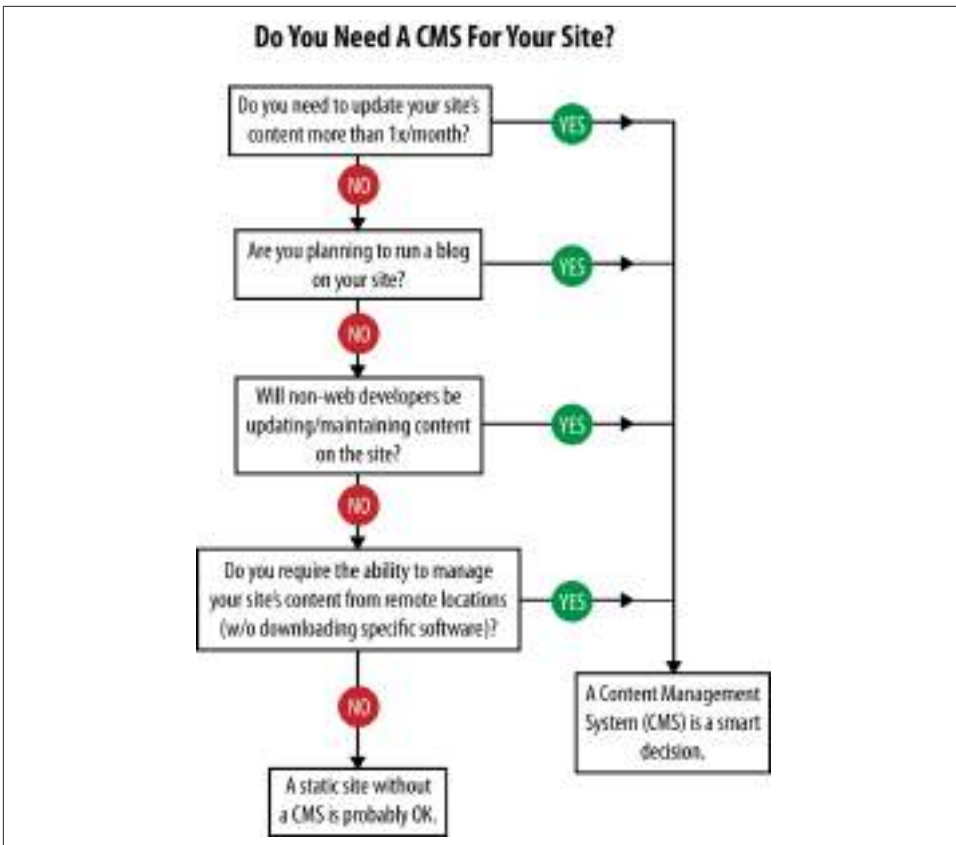 Do You Need A CMS For Your Site?
Do you need to update your site's
content more than 1x/month?
YES
NO
Are you planning to run a blog
on your site?
YES
NO
Will non-web developers be
updating/maintaining content
on the site?
YES
NO
Do you require the ability to manage
your site's content from remote locations
(w/o downloading specific software)?
YES
NO
A Content Management
System (CMS) is a smart
decision.
A static site without
a CMS is probably OK.